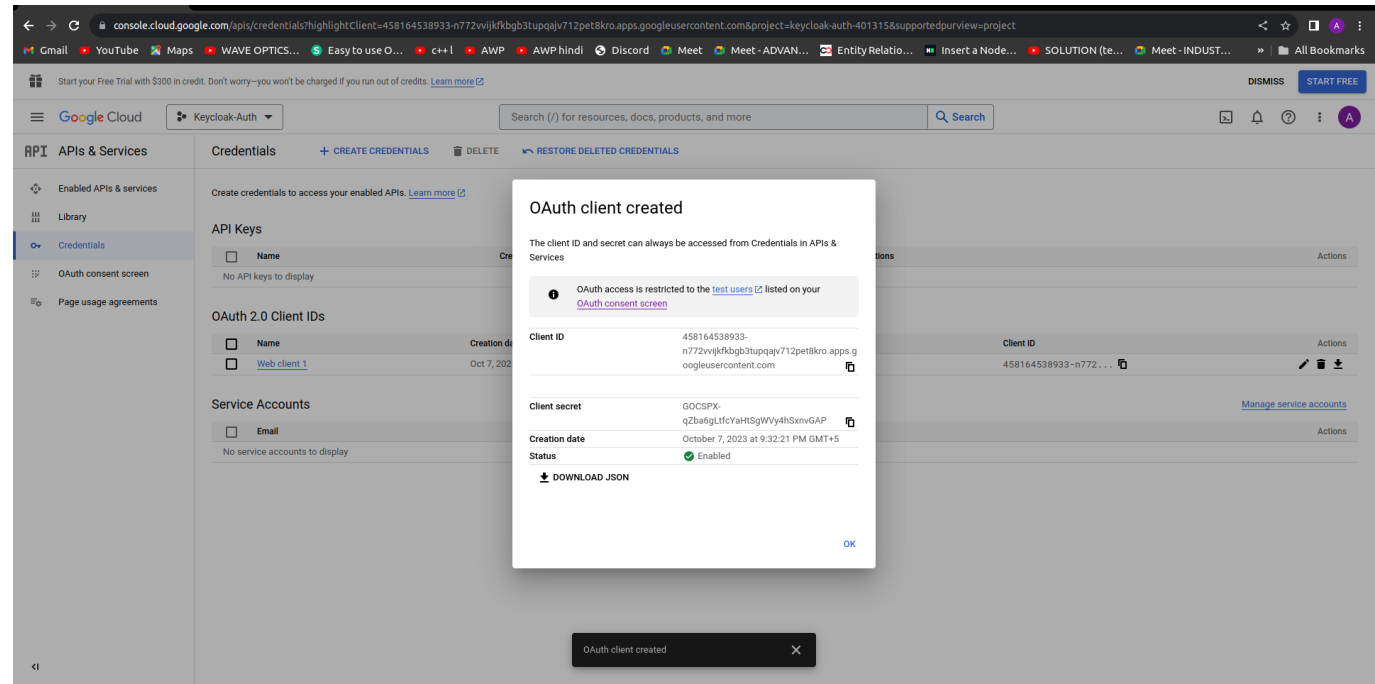 console.cloud.google.com/apis/credentials?highlightClient=458164538933-n772vvijkfkbgb3tupqajv712pet8kro.apps.googleusercontent.com&project=keycloak-auth-401315&supportedpurview=project
A
Gmail YouTube Maps WAVE OPTICS... Easy to use O... c++ l AWP AWP hindi Discord Meet Meet - ADVAN... Entity Relatio... Insert a Node... SOLUTION (te... Meet - INDUST... » All Bookmarks
Start your Free Trial with $300 in credit. Don't worry—you won't be charged if you run out of credits. Learn more DISMISS START FREE
Google Cloud Keycloak-Auth Search (/) for resources, docs, products, and more Search A
API APIs & Services Credentials + CREATE CREDENTIALS DELETE RESTORE DELETED CREDENTIALS
Enabled APIs & services
Library
Credentials
OAuth consent screen
Page usage agreements
Create credentials to access your enabled APIs. Learn more
API Keys
Name Cre tions Actions
No API keys to display
OAuth 2.0 Client IDs
Name Creation da Client ID Actions
Web client 1 Oct 7, 202 458164538933-n772...
Service Accounts Manage service accounts
Email Actions
No service accounts to display
OAuth client created
The client ID and secret can always be accessed from Credentials in APIs &
Services
OAuth access is restricted to the test users listed on your
OAuth consent screen
Client ID 458164538933-
n772vvijkfkbgb3tupqajv712pet8kro.apps.g
oogleusercontent.com
Client secret GOCSPX-
qZba6gLtfcYaHtSgWVy4hSxnvGAP
Creation date October 7, 2023 at 9:32:21 PM GMT+5
Status Enabled
DOWNLOAD JSON
OK
OAuth client created